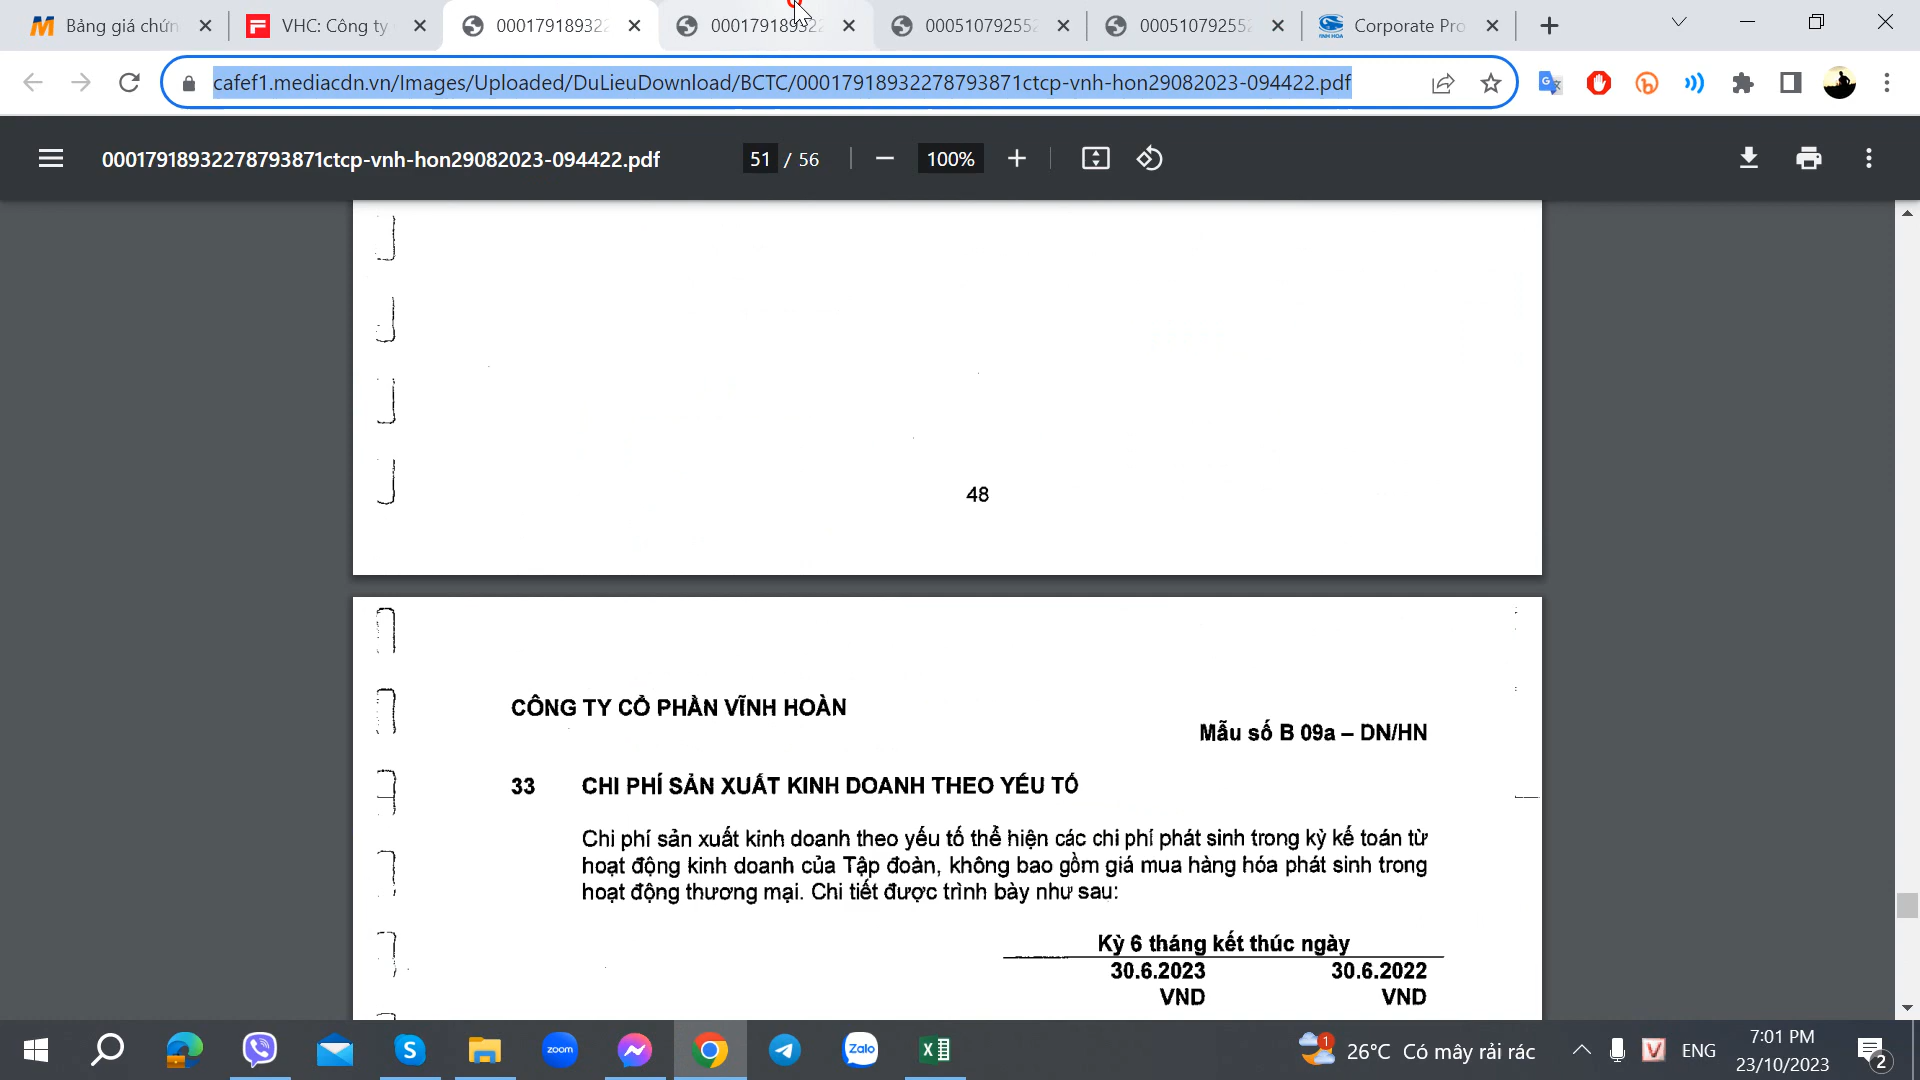 Bảng giá chứn
VHC: Công ty
00017918932
00017918932
0005107925
0005107925
Corporate Pro
cafef1.mediacdn.vn/Images/Uploaded/DuLieuDownload/BCTC/00017918932278793871ctcp-vnh-hon29082023-094422.pdf
00017918932278793871ctcp-vnh-hon29082023-094422.pdf
51 / 56
100%
48
CÔNG TY CỔ PHẦN VĨNH HOÀN
Mẫu số B 09a – DN/HN
33 CHI PHÍ SẢN XUẤT KINH DOANH THEO YẾU TỐ
Chi phí sản xuất kinh doanh theo yếu tố thể hiện các chi phí phát sinh trong kỳ kế toán từ
hoạt động kinh doanh của Tập đoàn, không bao gồm giá mua hàng hóa phát sinh trong
hoạt động thương mại. Chi tiết được trình bày như sau:
Kỳ 6 tháng kết thúc ngày
30.6.2023 30.6.2022
VND VND
zoom
Zalo
1
26°C Có mây rải rác
ENG
7:01 PM
23/10/2023
2